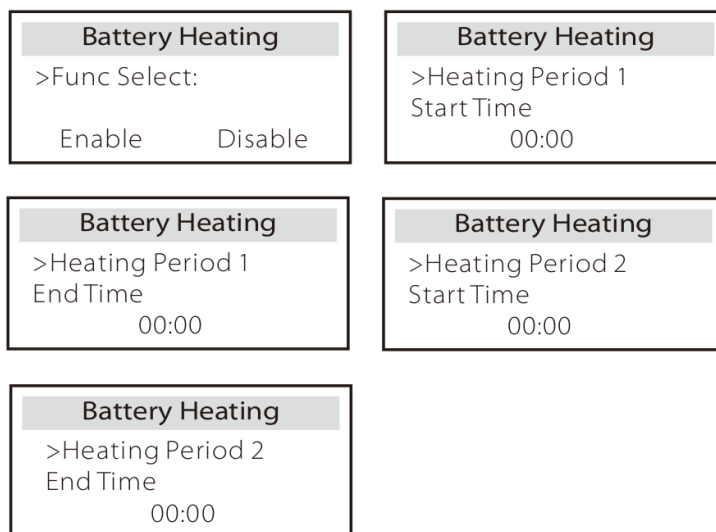 Battery Heating
>Func Select:
Enable Disable
Battery Heating
>Heating Period 1
Start Time
00:00
Battery Heating
>Heating Period 1
End Time
00:00
Battery Heating
>Heating Period 2
Start Time
00:00
Battery Heating
>Heating Period 2
End Time
00:00